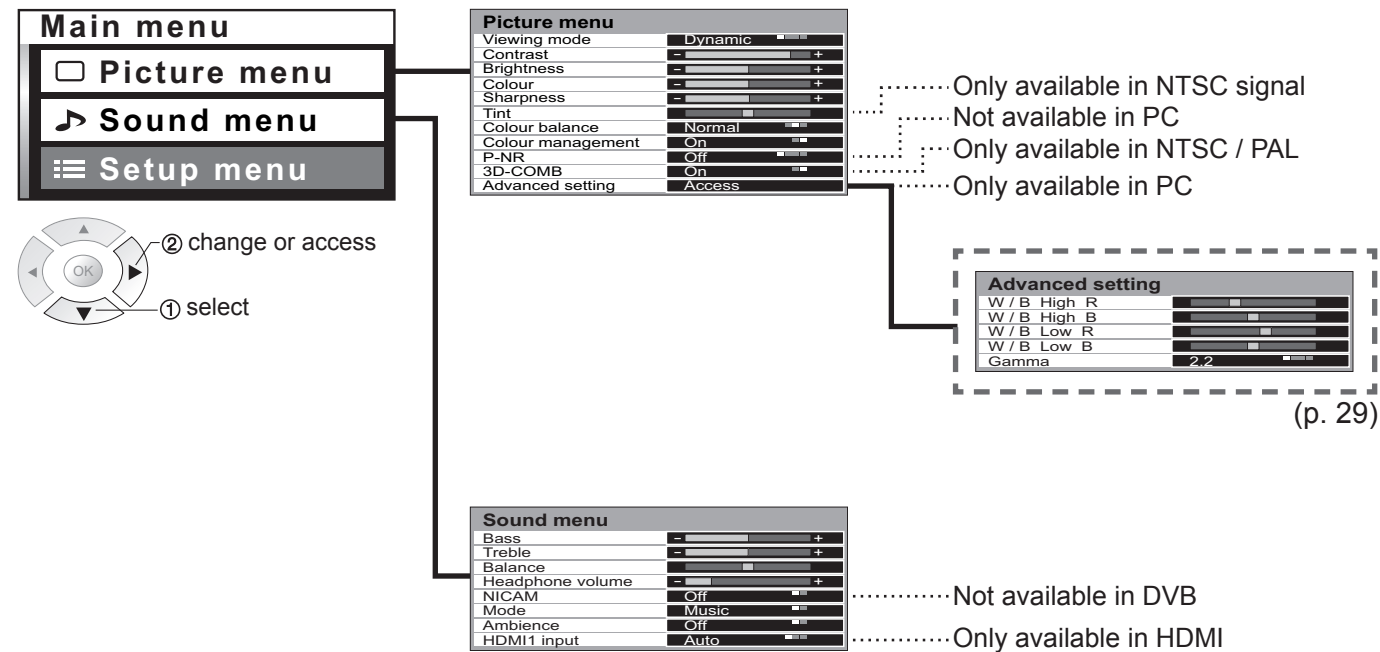 Main menu
Picture menu
Sound menu
Setup menu
OK
② change or access
① select
Picture menu
Viewing mode Dynamic
Contrast - +
Brightness - +
Colour - +
Sharpness - +
Tint
Colour balance Normal
Colour management On
P-NR Off
3D-COMB On
Advanced setting Access
Only available in NTSC signal
Not available in PC
Only available in NTSC / PAL
Only available in PC
Advanced setting
W / B High R
W / B High B
W / B Low R
W / B Low B
Gamma 2.2
(p. 29)
Sound menu
Bass - +
Treble - +
Balance
Headphone volume - +
NICAM Off
Mode Music
Ambience Off
HDMI1 input Auto
Not available in DVB
Only available in HDMI